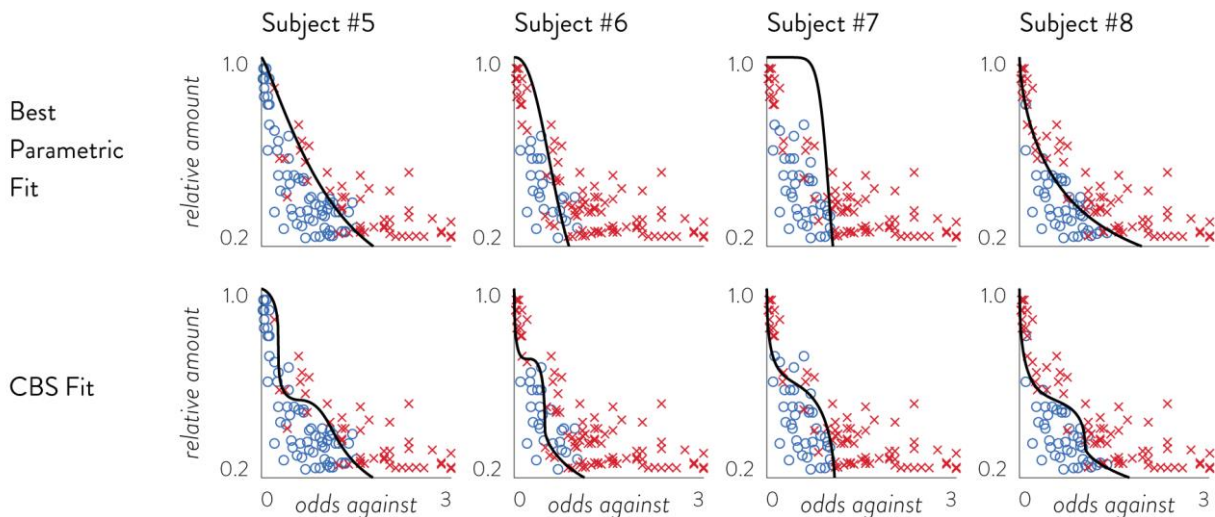 Subject #5 Subject #6 Subject #7 Subject #8
Best
Parametric
Fit
relative amount
1.0
0.2
1.0
0.2
1.0
0.2
1.0
0.2
CBS Fit
relative amount
1.0
0.2
1.0
0.2
1.0
0.2
1.0
0.2
0 odds against 3
0 odds against 3
0 odds against 3
0 odds against 3